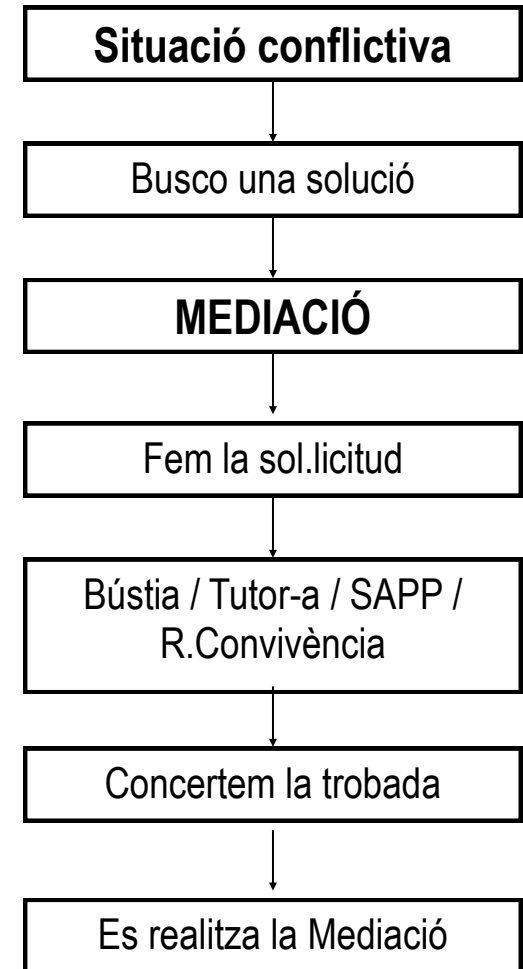 Situació conflictiva
Busco una solució
MEDIACIÓ
Fem la sol.licitud
Bústia / Tutor-a / SAPP /
R.Convivència
Concertem la trobada
Es realitza la Mediació